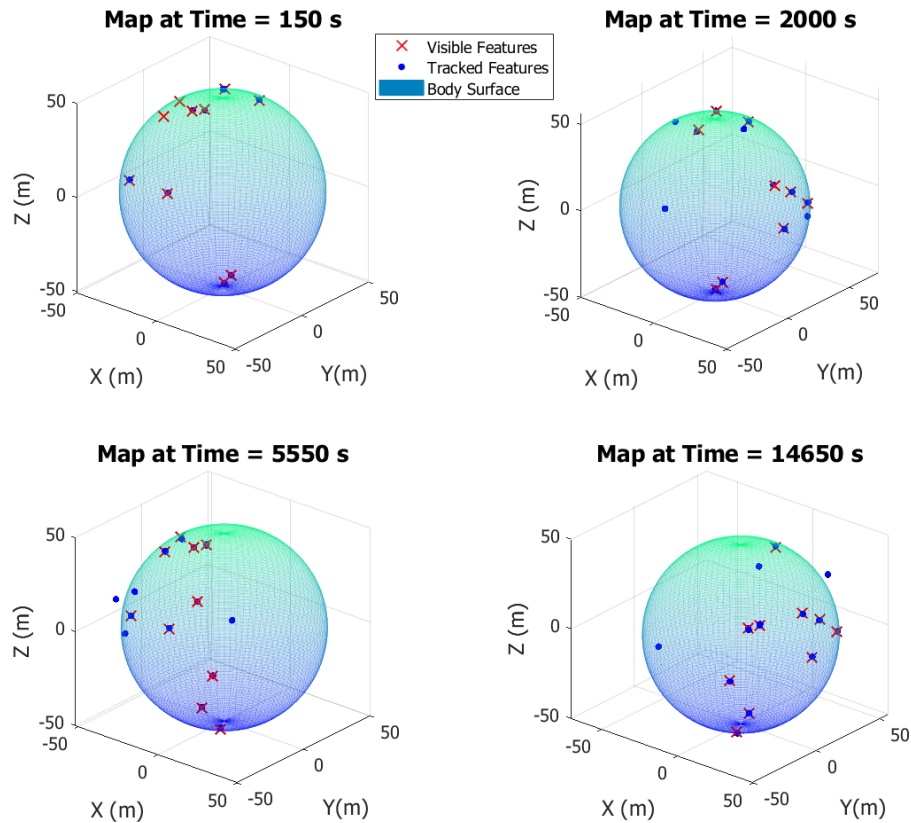 Map at Time = 150 s
Map at Time = 2000 s
Visible Features
Tracked Features
Body Surface
50
0
-50
Z (m)
-50
0
50
X (m)
-50
0
50
Y(m)
50
0
-50
Z (m)
-50
0
50
X (m)
-50
0
50
Y(m)
Map at Time = 5550 s
Map at Time = 14650 s
50
0
-50
Z (m)
-50
0
50
X (m)
-50
0
50
Y(m)
50
0
-50
Z (m)
-50
0
50
X (m)
-50
0
50
Y(m)